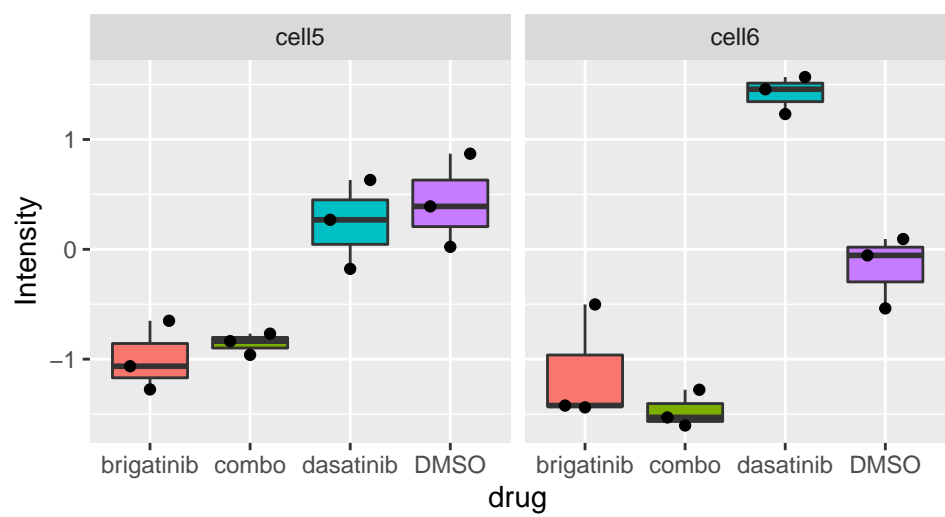 cell5 cell6
Intensity
1
0
−1
brigatinib combo dasatinib DMSO brigatinib combo dasatinib DMSO
drug